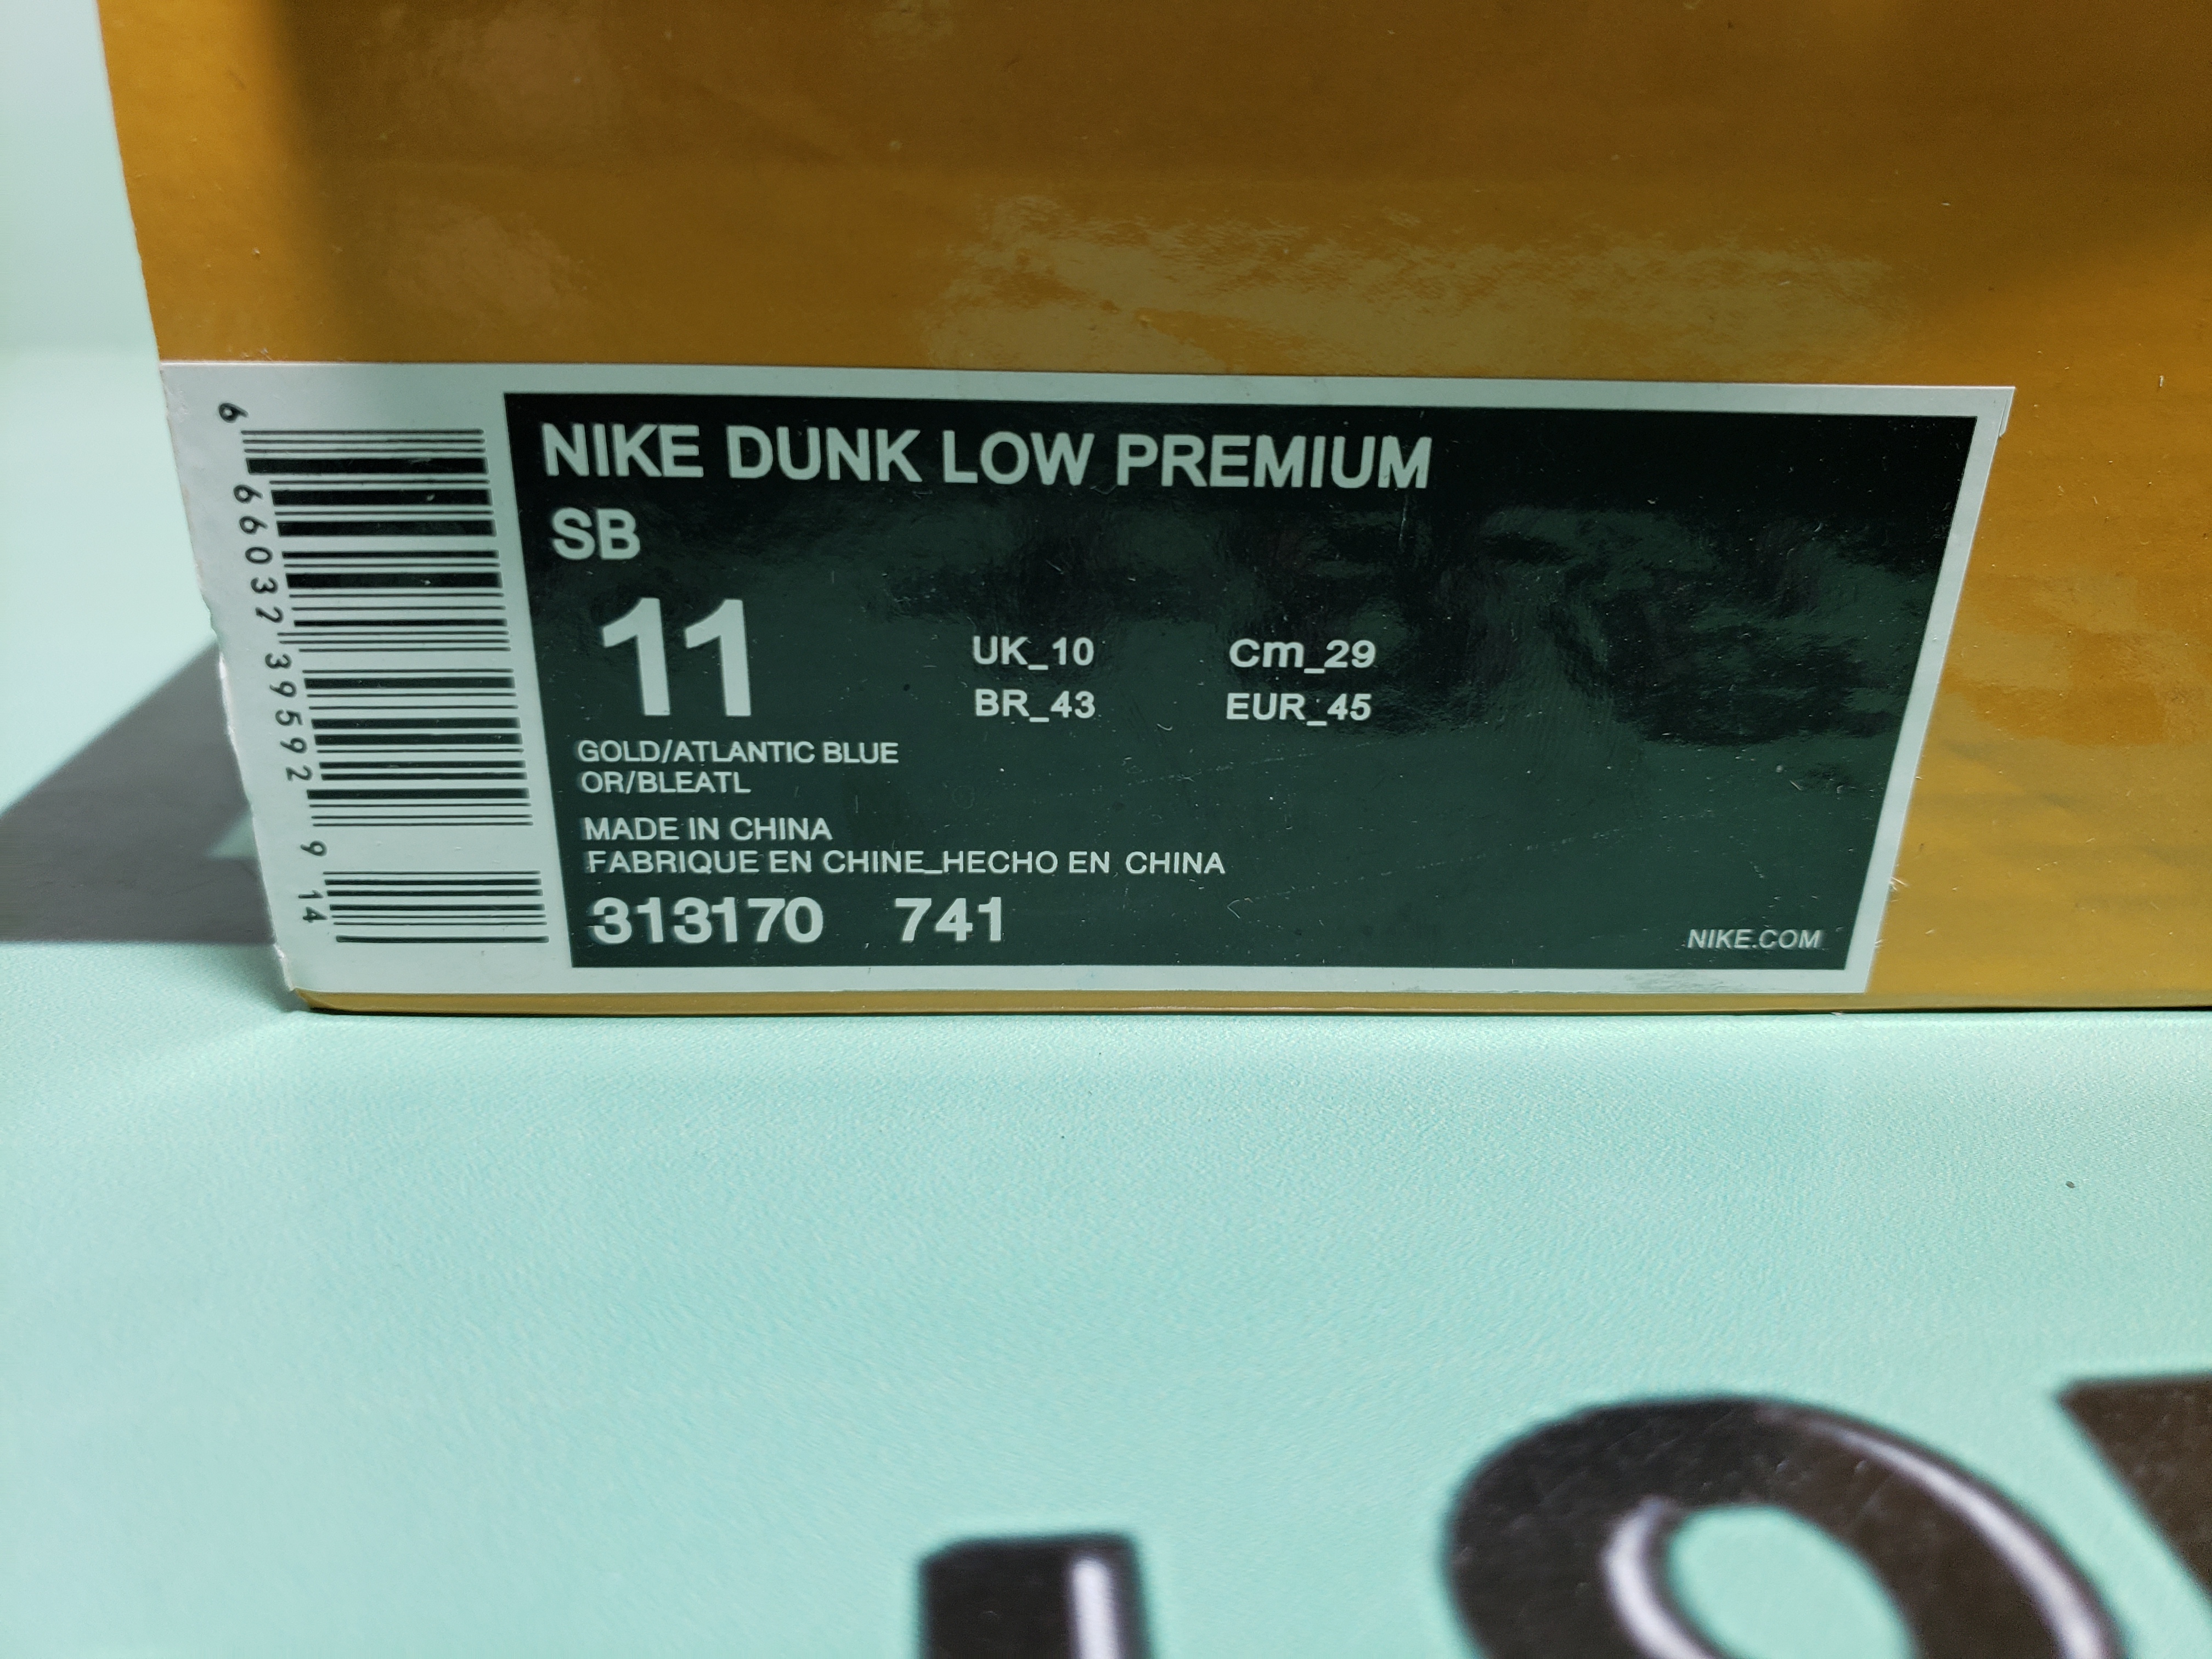 NIKE DUNK LOW PREMIUM
SB
11
UK_10 Cm_29
BR_43 EUR_45
GOLD/ATLANTIC BLUE
OR/BLEATL
MADE IN CHINA
FABRIQUE EN CHINE_HECHO EN CHINA
313170 741
NIKE.COM
6 66032 39592 9 14